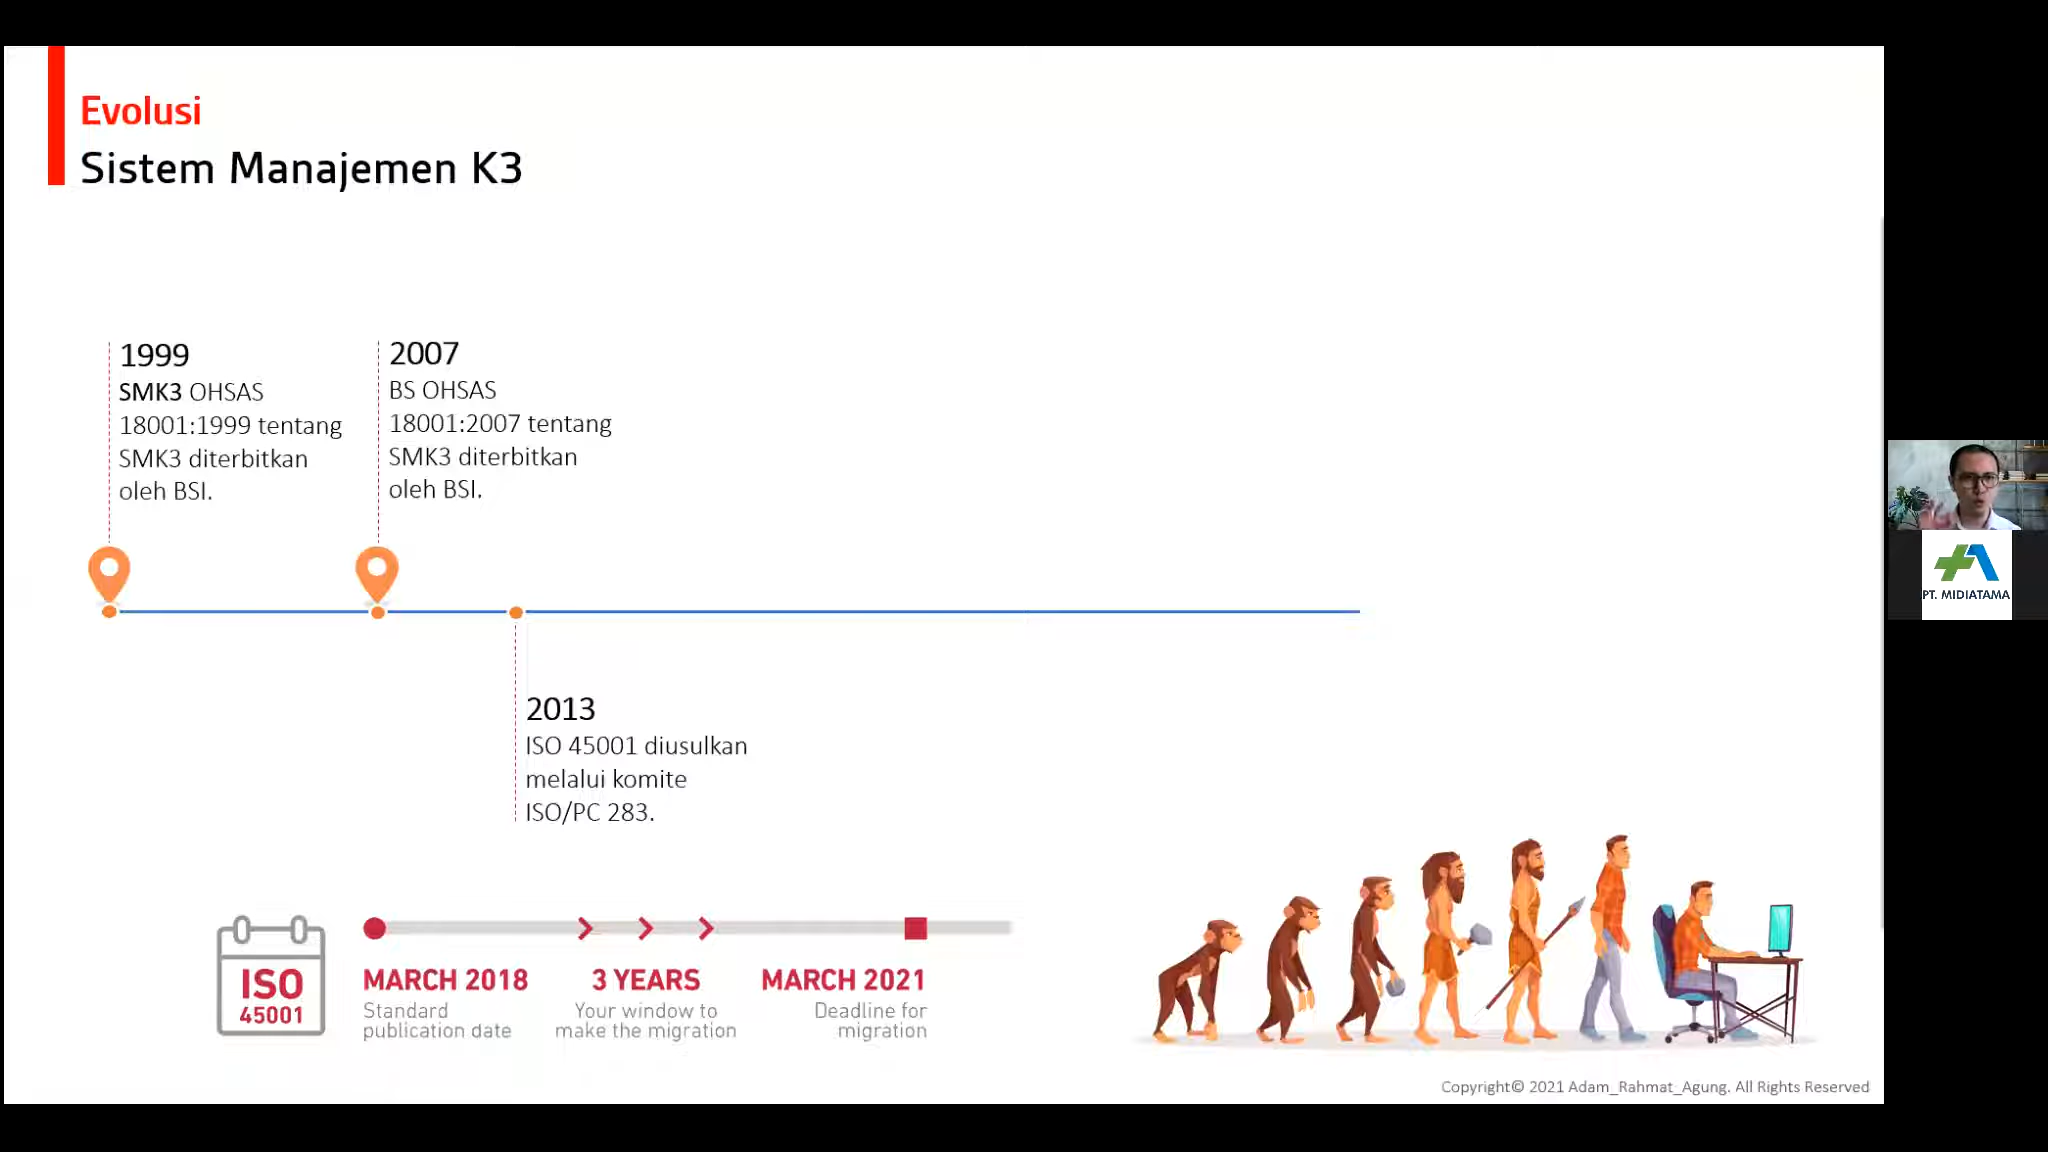 Evolusi
Sistem Manajemen K3
1999
SMK3 OHSAS
18001:1999 tentang
SMK3 diterbitkan
oleh BSI.
2007
BS OHSAS
18001:2007 tentang
SMK3 diterbitkan
oleh BSI.
2013
ISO 45001 diusulkan
melalui komite
ISO/PC 283.
ISO
45001
MARCH 2018
Standard
publication date
3 YEARS
Your window to
make the migration
MARCH 2021
Deadline for
migration
PT. MIDIATAMA
Copyright© 2021 Adam_Rahmat_Agung. All Rights Reserved